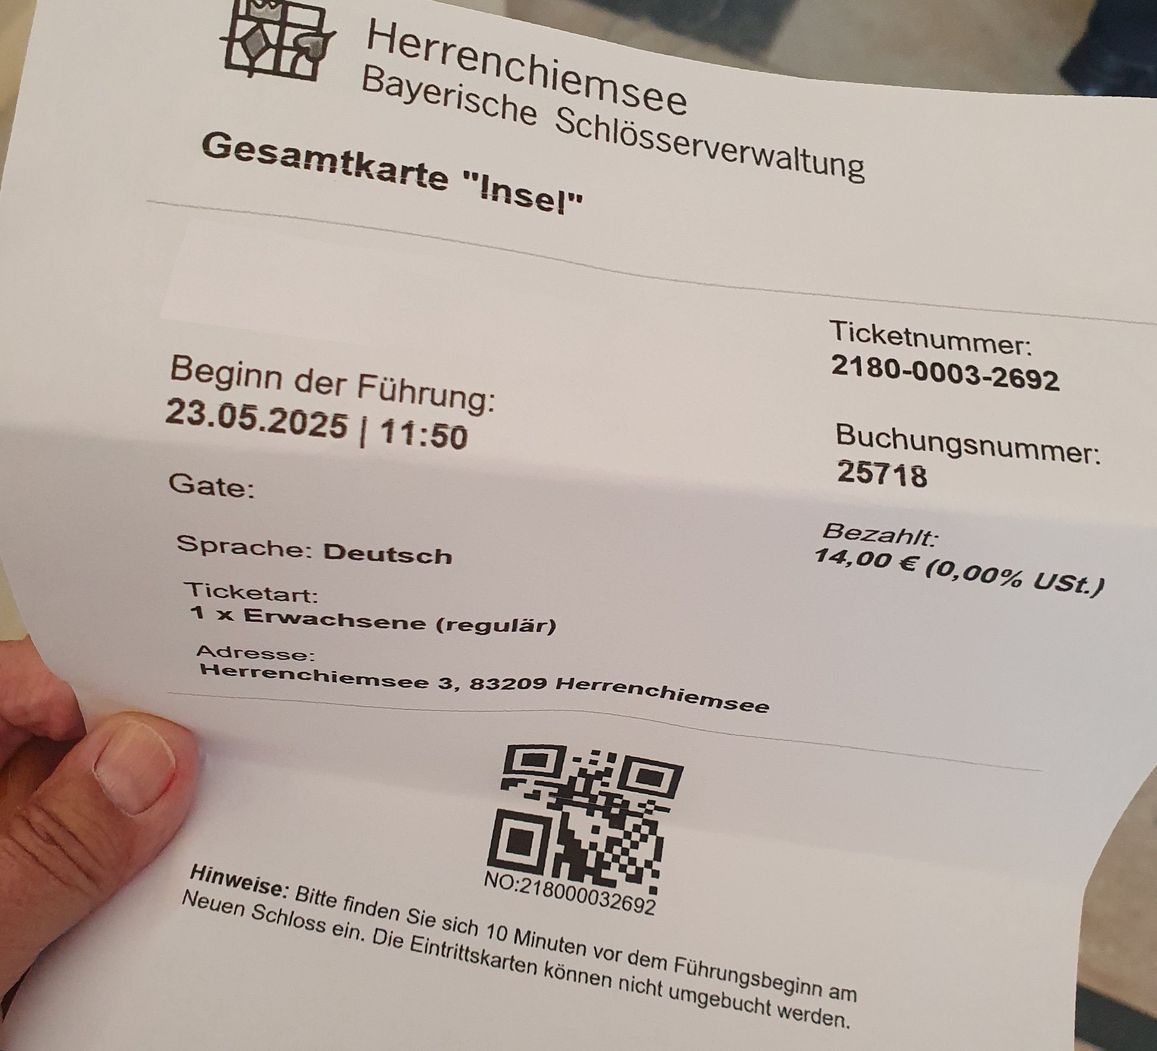 Herrenchiemsee
Bayerische Schlösserverwaltung
Gesamtkarte "Insel"
Beginn der Führung:
23.05.2025 | 11:50
Gate:
Sprache: Deutsch
Ticketart:
1 x Erwachsene (regulär)
Adresse:
Herrenchiemsee 3, 83209 Herrenchiemsee
Ticketnummer:
2180-0003-2692
Buchungsnummer:
25718
Bezahlt:
14,00 € (0,00% USt.)
NO:218000032692
Hinweise: Bitte finden Sie sich 10 Minuten vor dem Führungsbeginn am
Neuen Schloss ein. Die Eintrittskarten können nicht umgebucht werden.